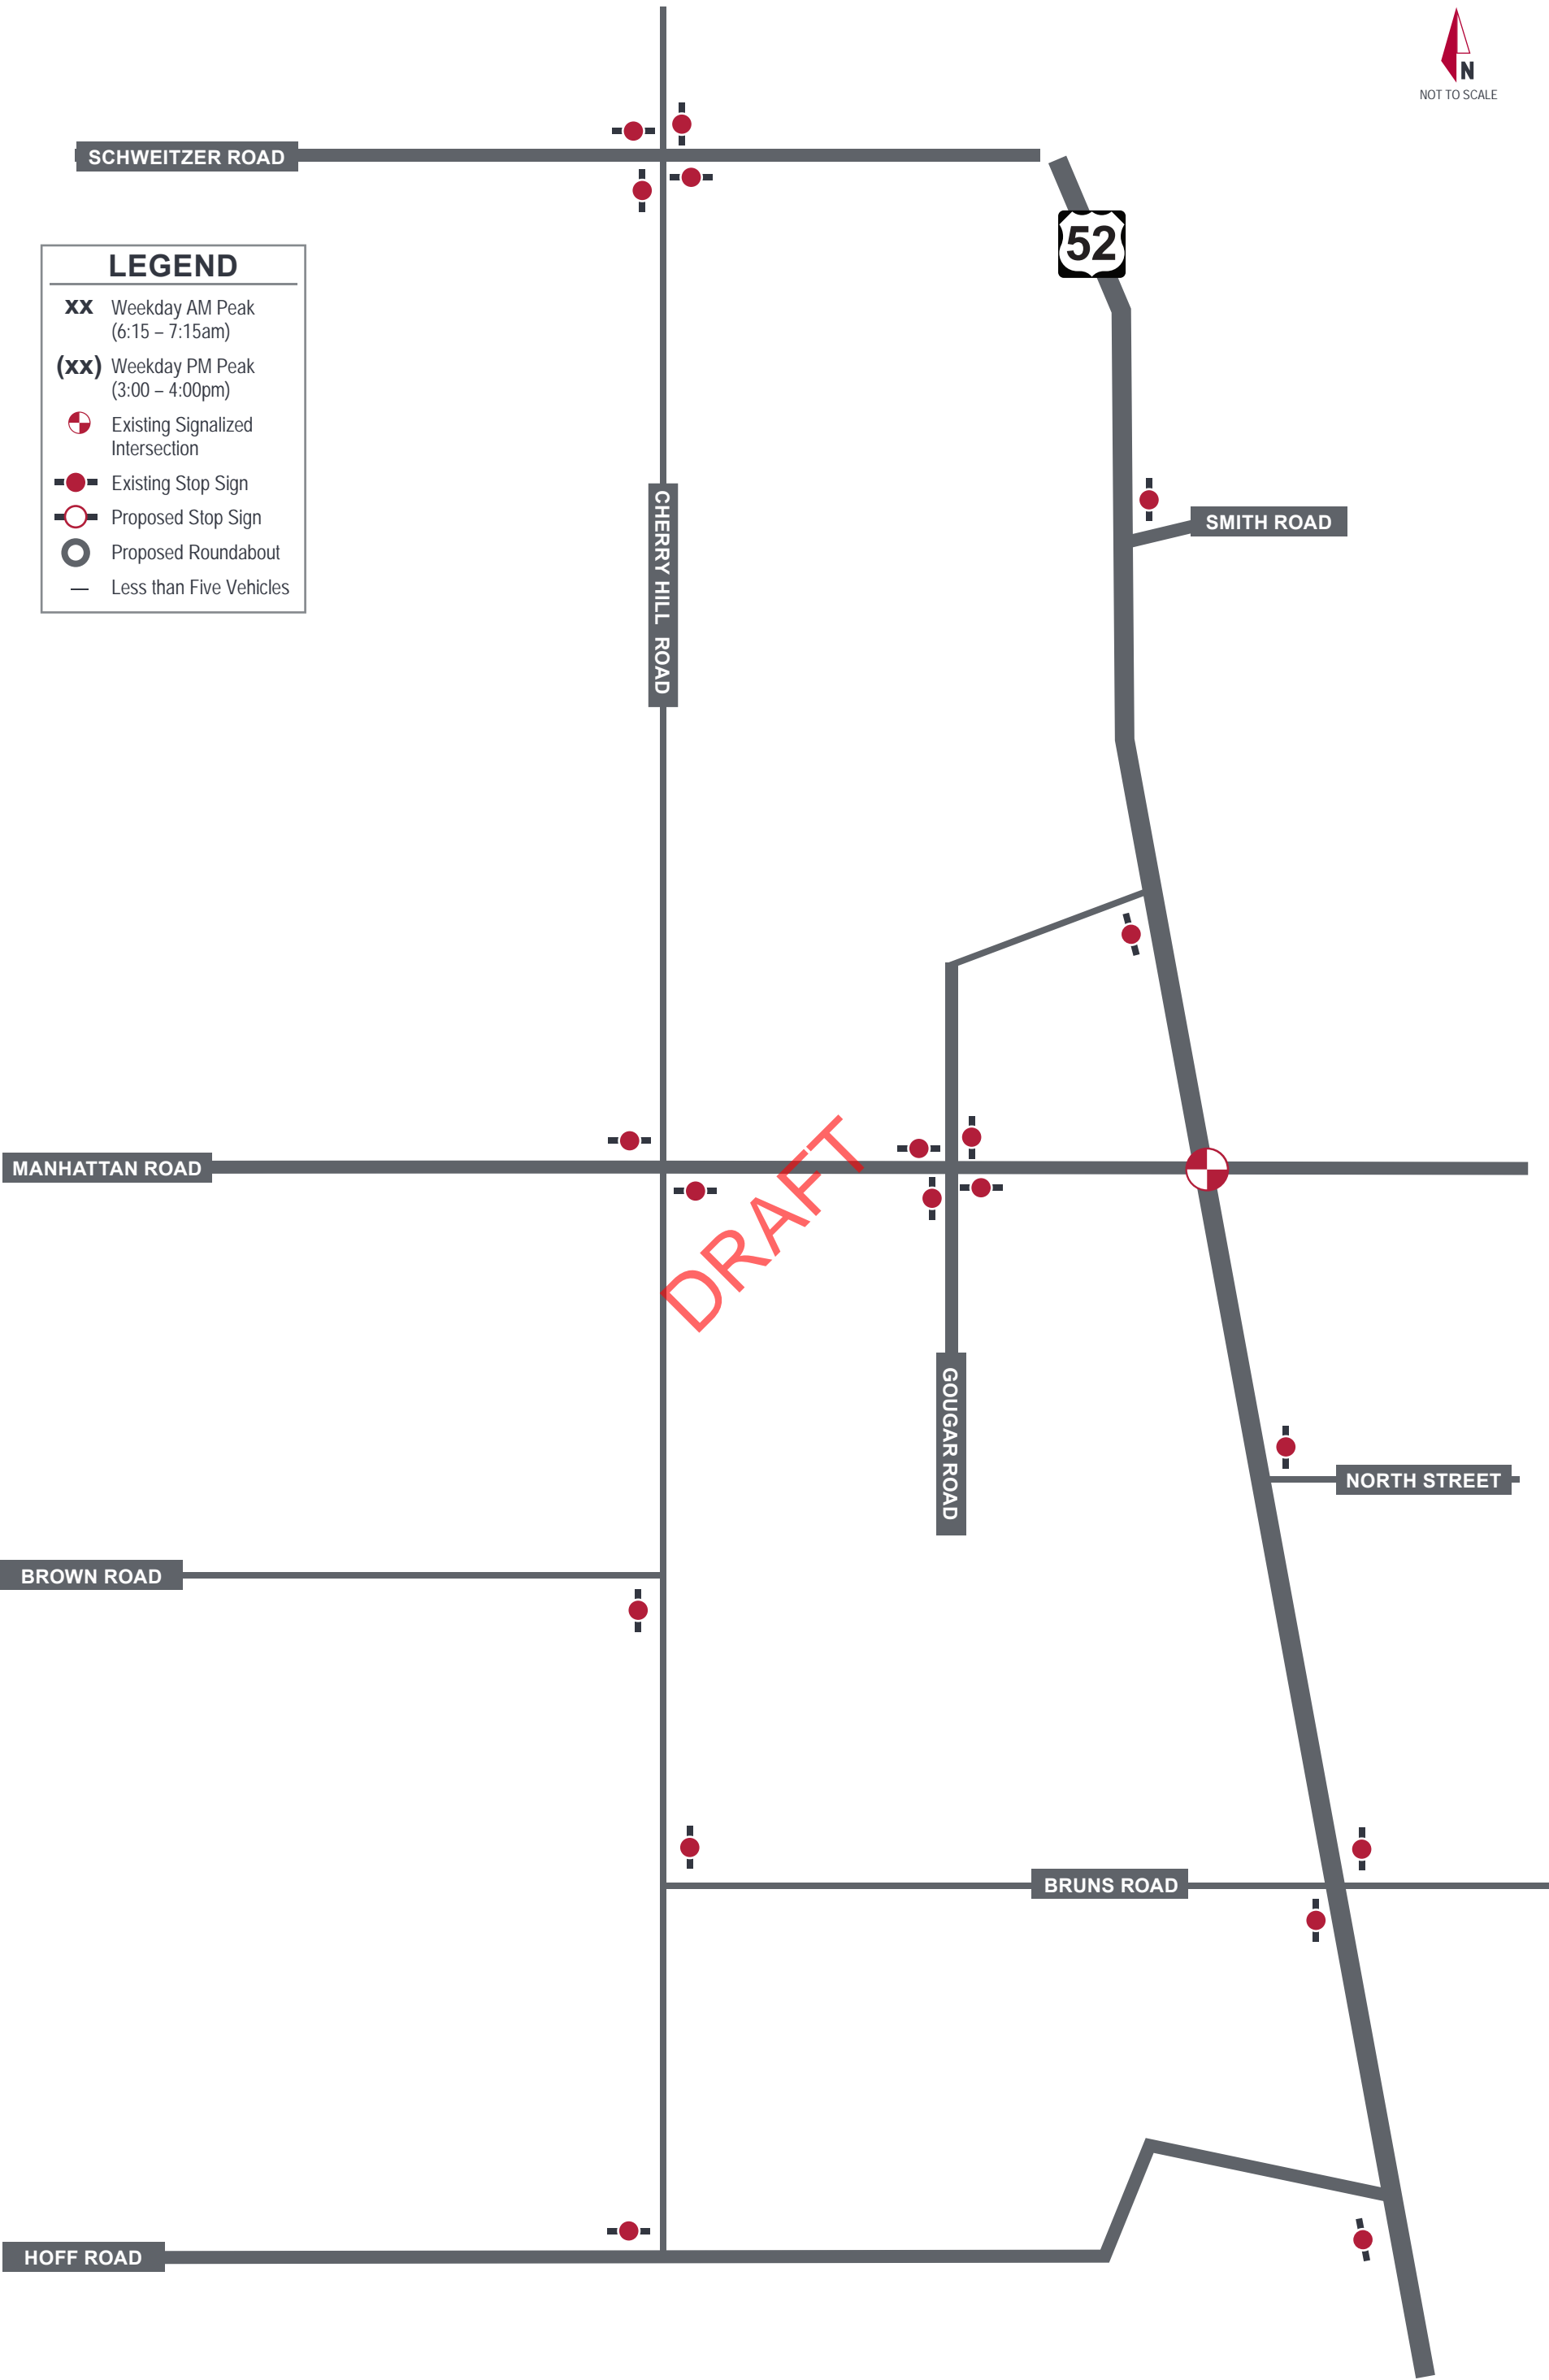 N
NOT TO SCALE
SCHWEITZER ROAD
52
LEGEND
xx Weekday AM Peak
(6:15 – 7:15am)
(xx) Weekday PM Peak
(3:00 – 4:00pm)
Existing Signalized
Intersection
Existing Stop Sign
Proposed Stop Sign
Proposed Roundabout
— Less than Five Vehicles
CHERRY HILL ROAD
SMITH ROAD
MANHATTAN ROAD
DRAFT
GOUGAR ROAD
NORTH STREET
BROWN ROAD
BRUNS ROAD
HOFF ROAD